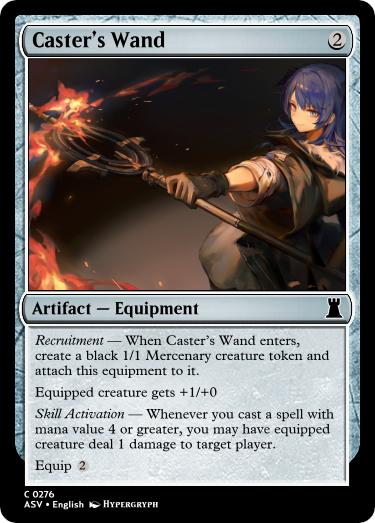 Caster's Wand 2
Artifact — Equipment
Recruitment — When Caster's Wand enters,
create a black 1/1 Mercenary creature token and
attach this equipment to it.
Equipped creature gets +1/+0
Skill Activation — Whenever you cast a spell with
mana value 4 or greater, you may have equipped
creature deal 1 damage to target player.
Equip 2
C 0276
ASV • English HYPERGRYPH